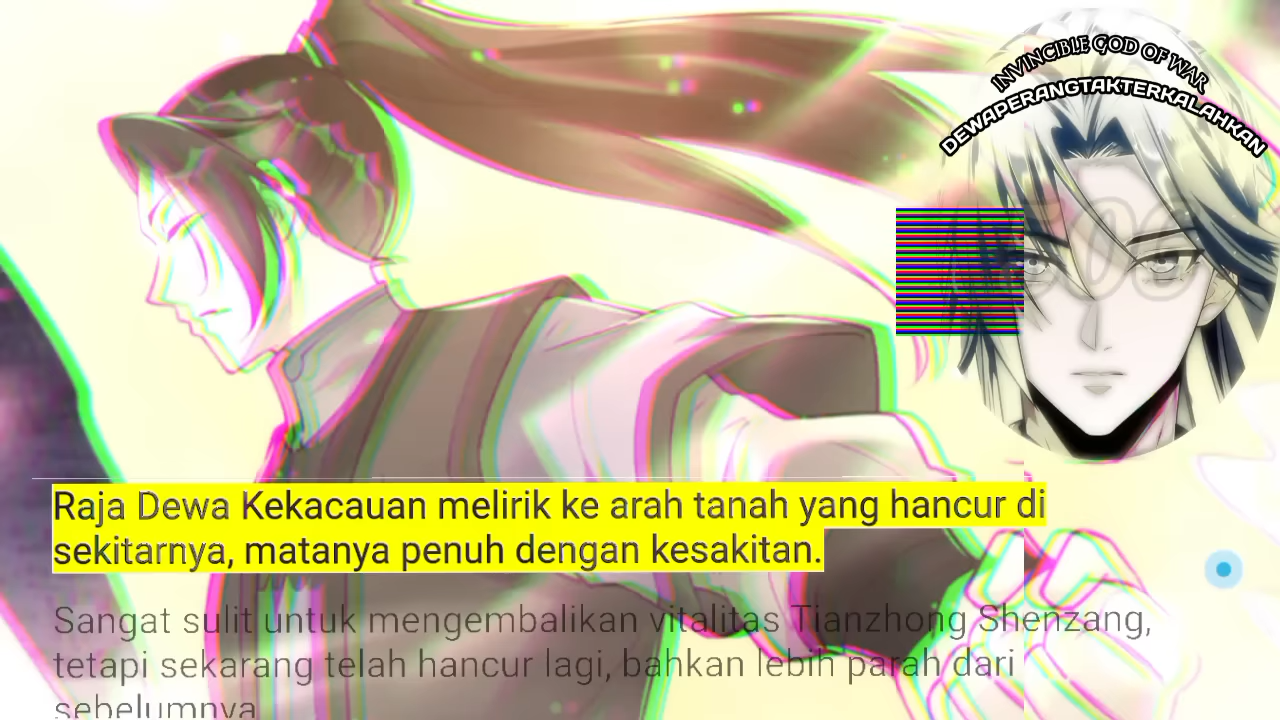 INVINCIBLE GOD OF WAR
DEWAPERANGTAKTERKALAHKAN
Raja Dewa Kekacauan melirik ke arah tanah yang hancur di
sekitarnya, matanya penuh dengan kesakitan.
Sangat sulit untuk mengembalikan vitalitas Tianzhong Shenzang,
tetapi sekarang telah hancur lagi, bahkan lebih parah dari
sebelumnya